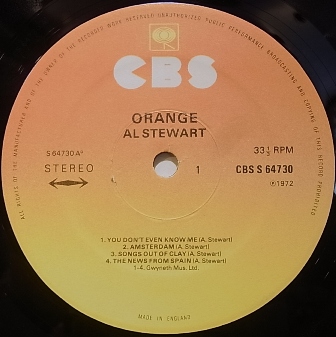 ALL RIGHTS OF THE MANUFACTURER AND OF THE OWNER OF THE RECORDED WORK RESERVED UNAUTHORIZED PUBLIC PERFORMANCE BROADCASTING AND COPYING OF THIS RECORD PROHIBITED
CBS
ORANGE
AL STEWART
S 64730 A
STEREO
1
33⅓ RPM
CBS S 64730
℗1972
1. YOU DON'T EVEN KNOW ME (A. Stewart)
2. AMSTERDAM (A. Stewart)
3. SONGS OUT OF CLAY (A. Stewart)
4. THE NEWS FROM SPAIN (A. Stewart)
1-4. Gwyneth Mus. Ltd.
MADE IN ENGLAND